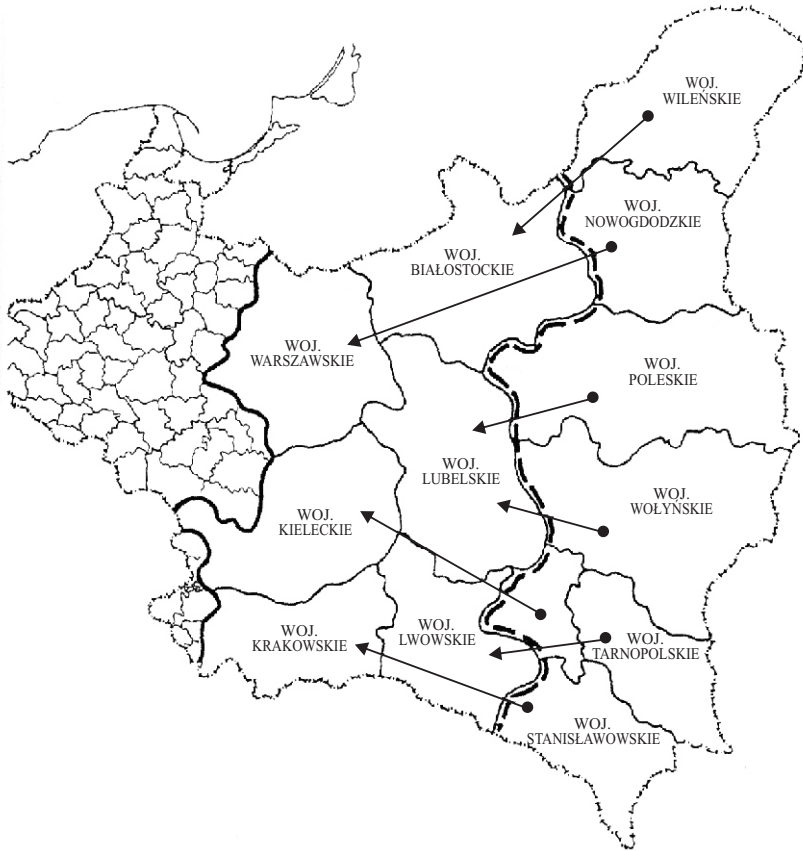 WOJ.
WILEŃSKIE
WOJ.
NOWOGDODZKIE
WOJ.
BIAŁOSTOCKIE
WOJ.
WARSZAWSKIE
WOJ.
POLESKIE
WOJ.
LUBELSKIE
WOJ.
WOŁYŃSKIE
WOJ.
KIELECKIE
WOJ.
KRAKOWSKIE
WOJ.
LWOWSKIE
WOJ.
TARNOPOLSKIE
WOJ.
STANISŁAWOWSKIE